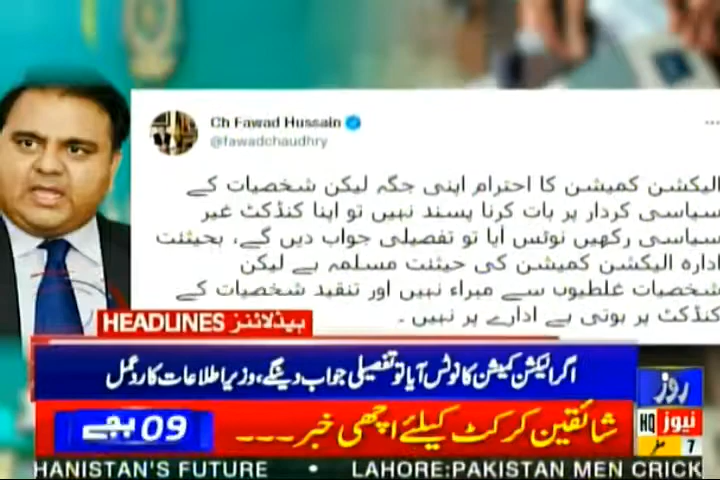 Ch Fawad Hussain
@fawadchaudhry
الیکشن کمیشن کا احترام اپنی جگہ لیکن شخصیات کے
سیاسی کردار پر بات کرنا پسند نہیں تو اپنا کنڈکٹ غیر
سیاسی رکھیں نوٹس آیا تو تفصیلی جواب دیں گے، بحیثیت
ادارہ الیکشن کمیشن کی حیثیت مسلمہ ہے لیکن
شخصیات غلطیوں سے مبراء نہیں اور تنقید شخصیات کے
کنڈکٹ پر ہوتی ہے ادارے پر نہیں ۔
HEADLINES ہیڈلائنز
اگر الیکشن کمیشن کا نوٹس آیا تو تفصیلی جواب دینگے، وزیر اطلاعات کا ردعمل
روز
HQ نیوز
7
09 بجے
شائقین کرکٹ کیلئے اچھی خبر ۔۔۔
HANISTAN'S FUTURE • LAHORE:PAKISTAN MEN CRICK